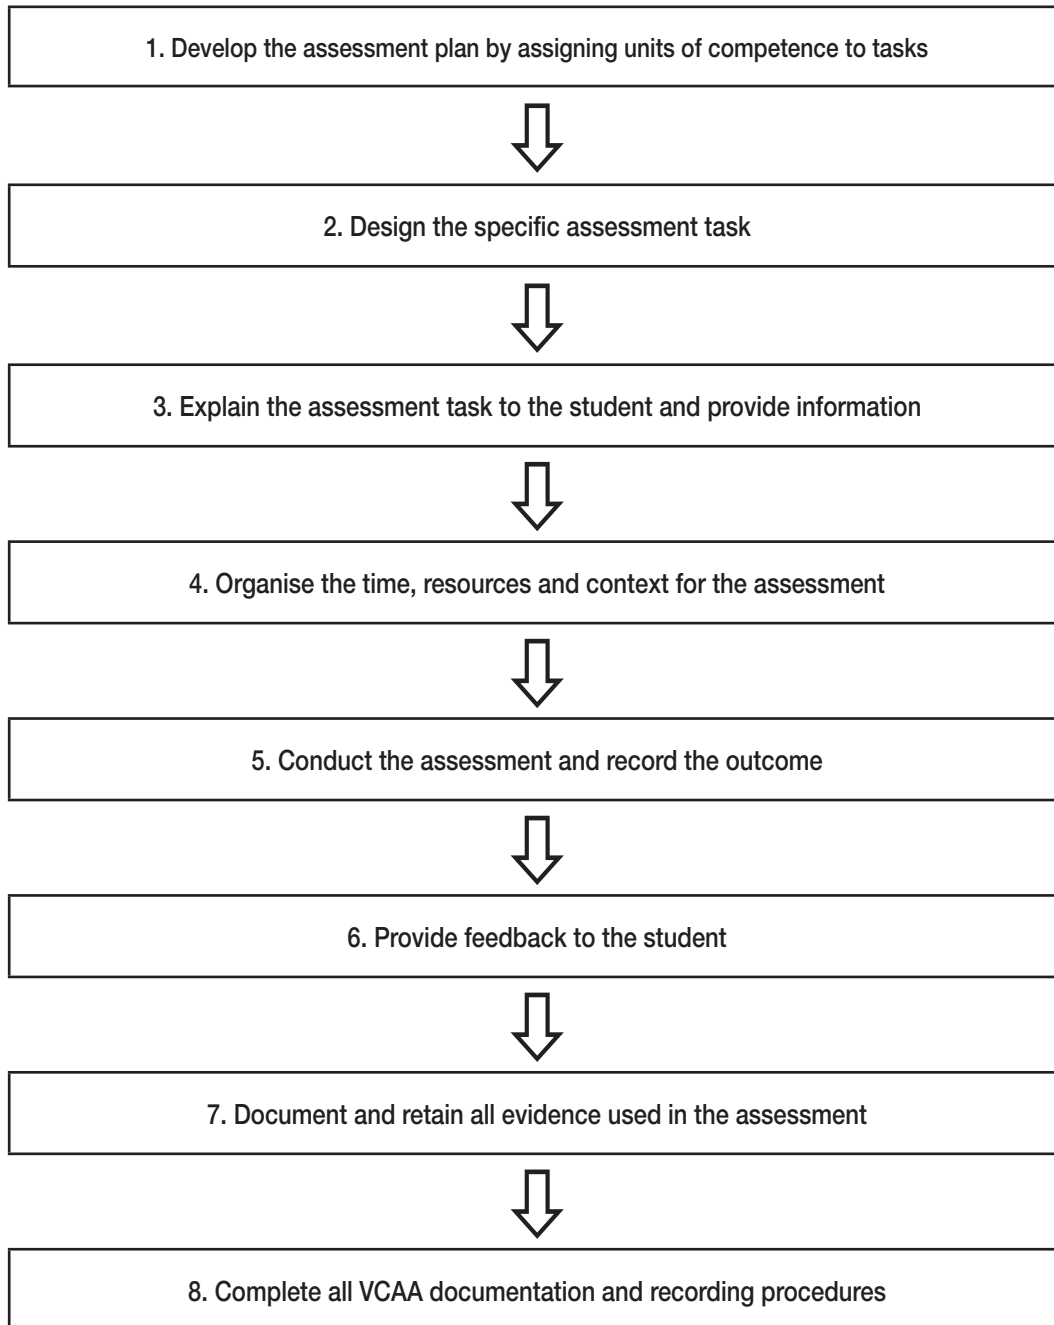 1. Develop the assessment plan by assigning units of competence to tasks
2. Design the specific assessment task
3. Explain the assessment task to the student and provide information
4. Organise the time, resources and context for the assessment
5. Conduct the assessment and record the outcome
6. Provide feedback to the student
7. Document and retain all evidence used in the assessment
8. Complete all VCAA documentation and recording procedures